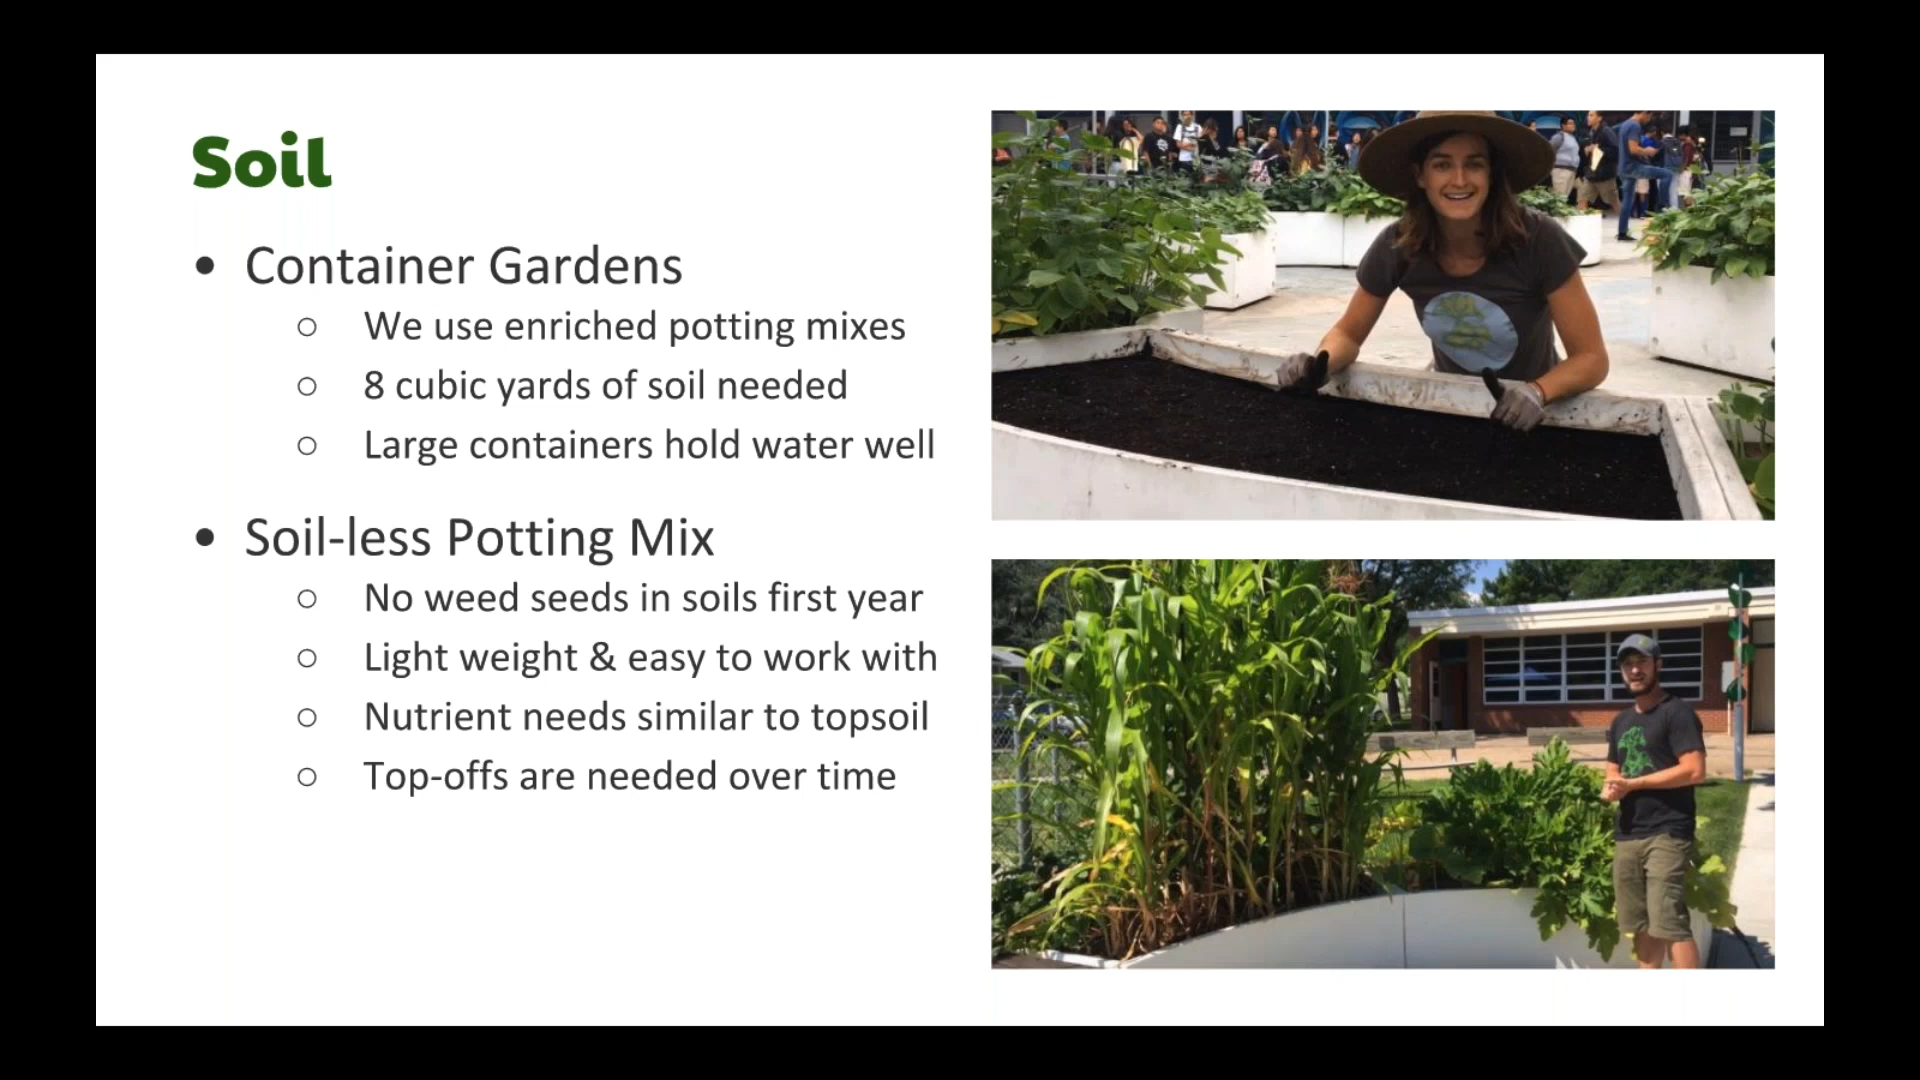 Soil
• Container Gardens
○ We use enriched potting mixes
○ 8 cubic yards of soil needed
○ Large containers hold water well
• Soil-less Potting Mix
○ No weed seeds in soils first year
○ Light weight & easy to work with
○ Nutrient needs similar to topsoil
○ Top-offs are needed over time